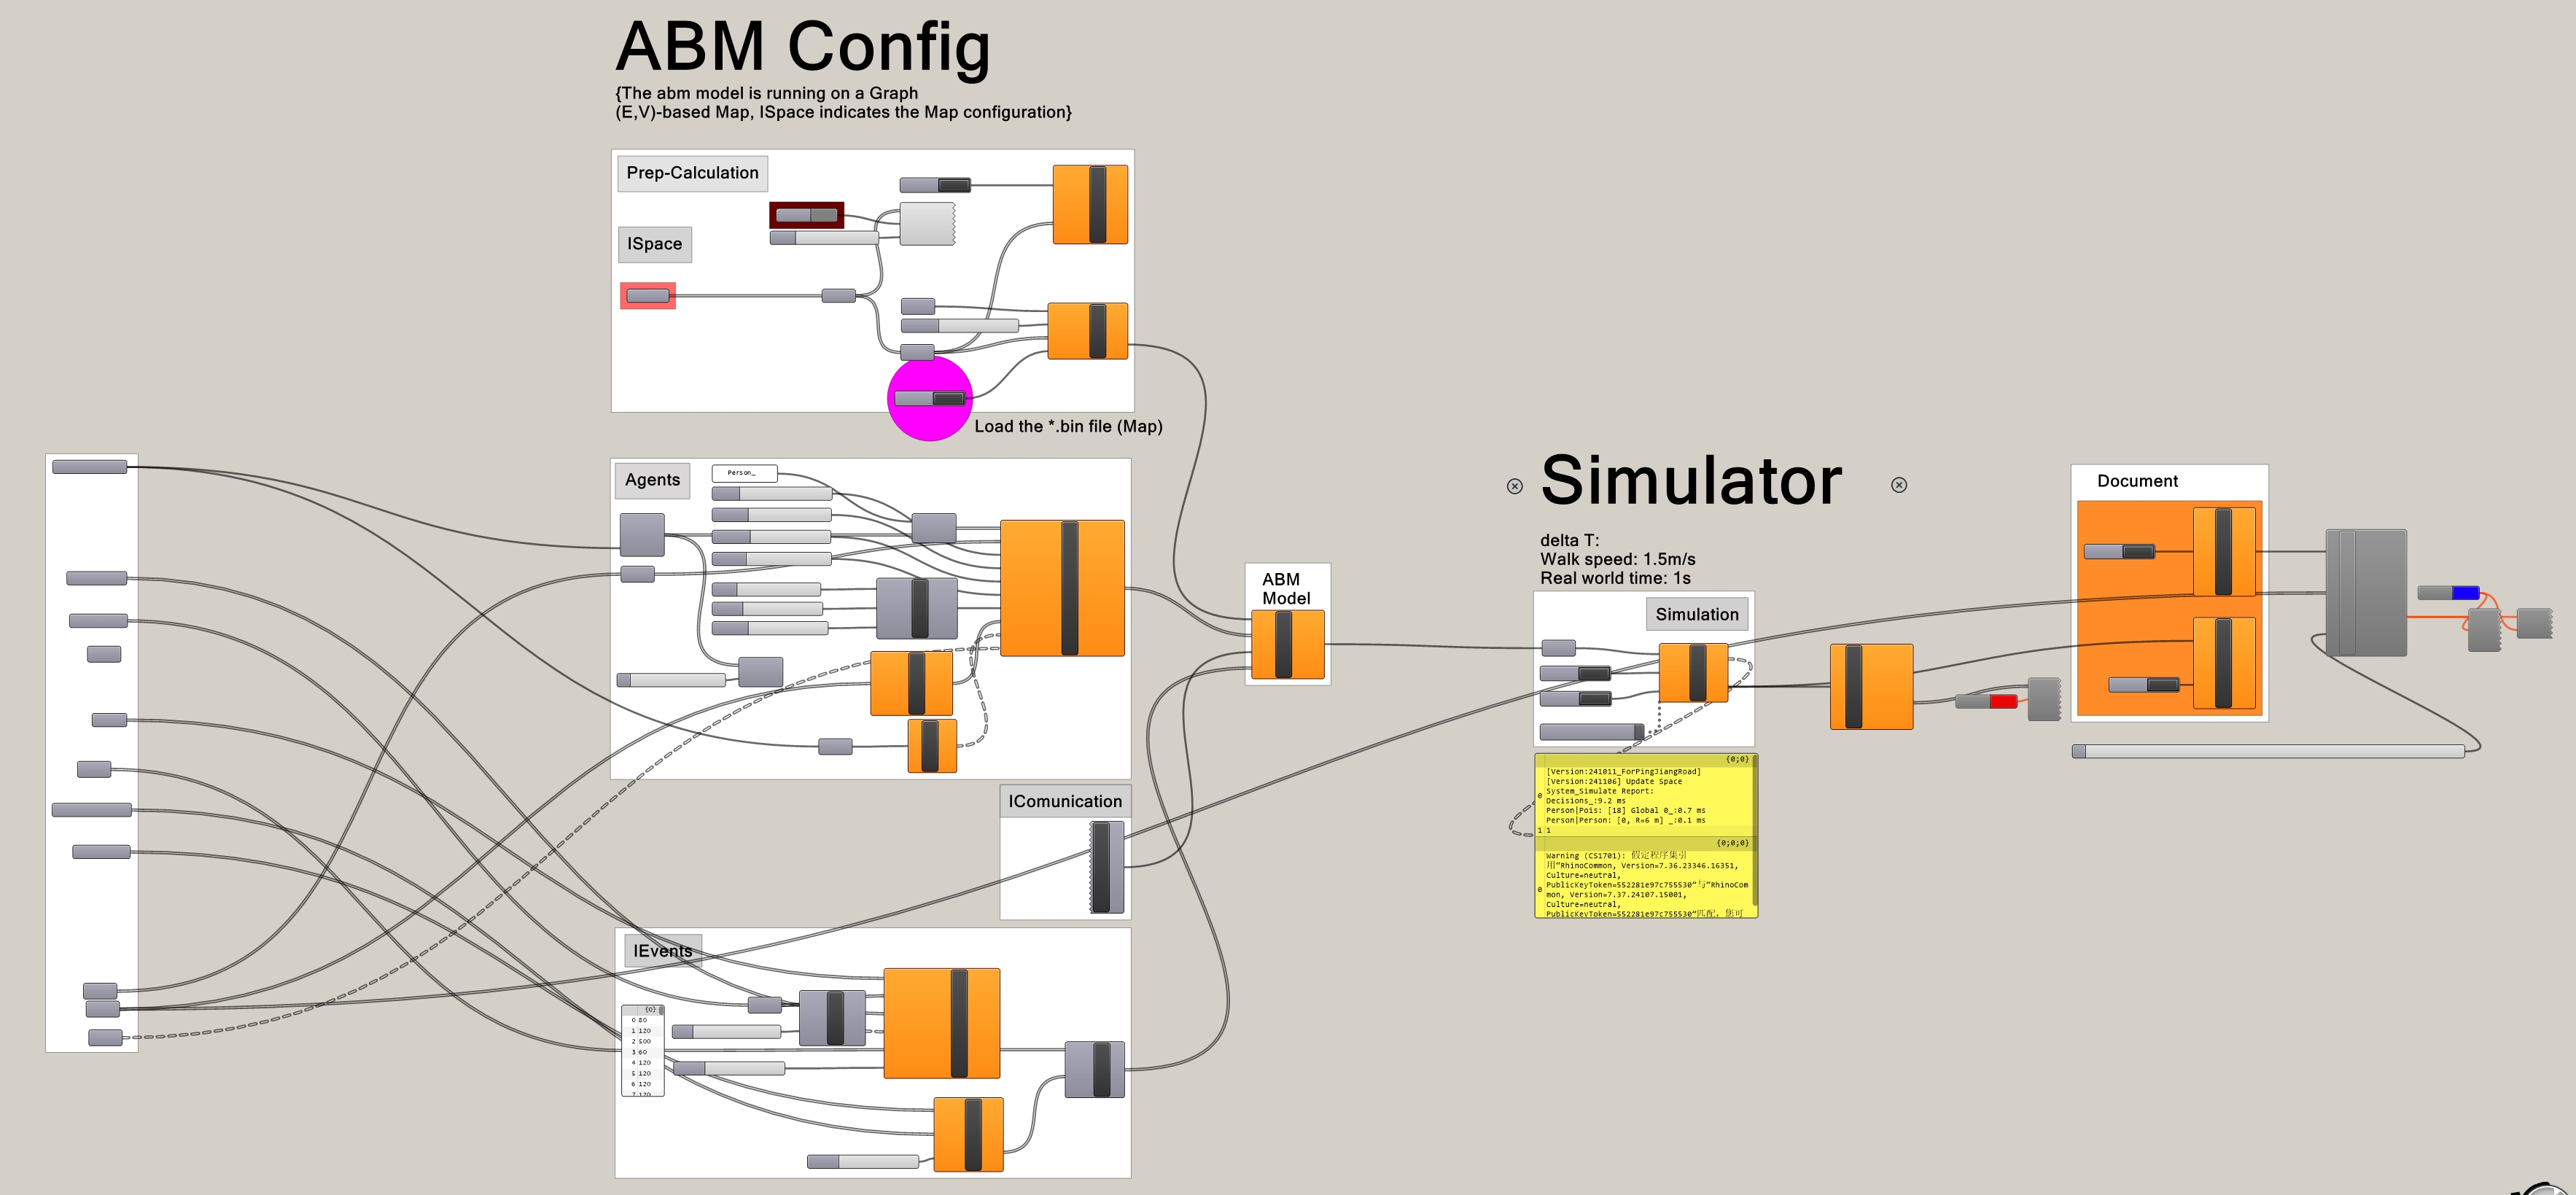 ABM Config
{The abm model is running on a Graph
(E,V)-based Map, ISpace indicates the Map configuration}
Prep-Calculation
ISpace
Load the *.bin file (Map)
Agents
Person_
IComunication
IEvents
{0}
0 80
1 120
2 500
3 60
4 120
5 120
6 120
7 120
ABM
Model
Simulator
delta T:
Walk speed: 1.5m/s
Real world time: 1s
Simulation
{0;0}
0
[Version:241011_ForPingJiangRoad]
[Version:241106] Update Space
System_Simulate Report:
Decisions_:9.2 ms
Person|Pois: [18] Global 0_:0.7 ms
Person|Person: [0, R=6 m] _:0.1 ms
1 1
{0;0;0}
0
Warning (CS1701): 假定程序集引
用"RhinoCommon, Version=7.36.23346.16351,
Culture=neutral,
PublicKeyToken=552281e97c755530"与"RhinoCom
mon, Version=7.37.24107.15001,
Culture=neutral,
PublicKeyToken=552281e97c755530"匹配，您可
Document